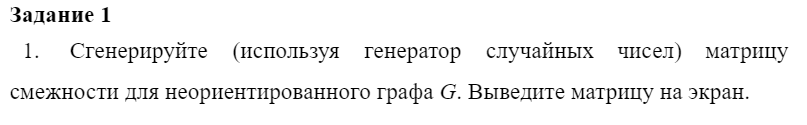 Задание 1
1. Сгенерируйте (используя генератор случайных чисел) матрицу
смежности для неориентированного графа G. Выведите матрицу на экран.